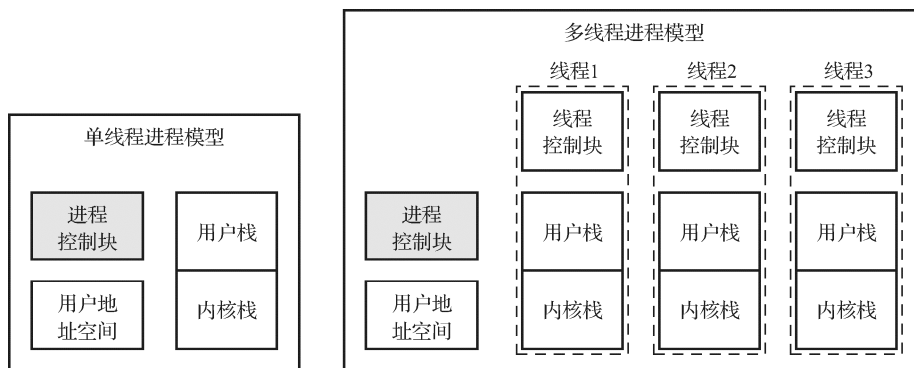 单线程进程模型
进程
控制块
用户栈
用户地
址空间
内核栈
多线程进程模型
线程1
线程2
线程3
线程
控制块
线程
控制块
线程
控制块
进程
控制块
用户栈
用户栈
用户栈
用户地
址空间
内核栈
内核栈
内核栈